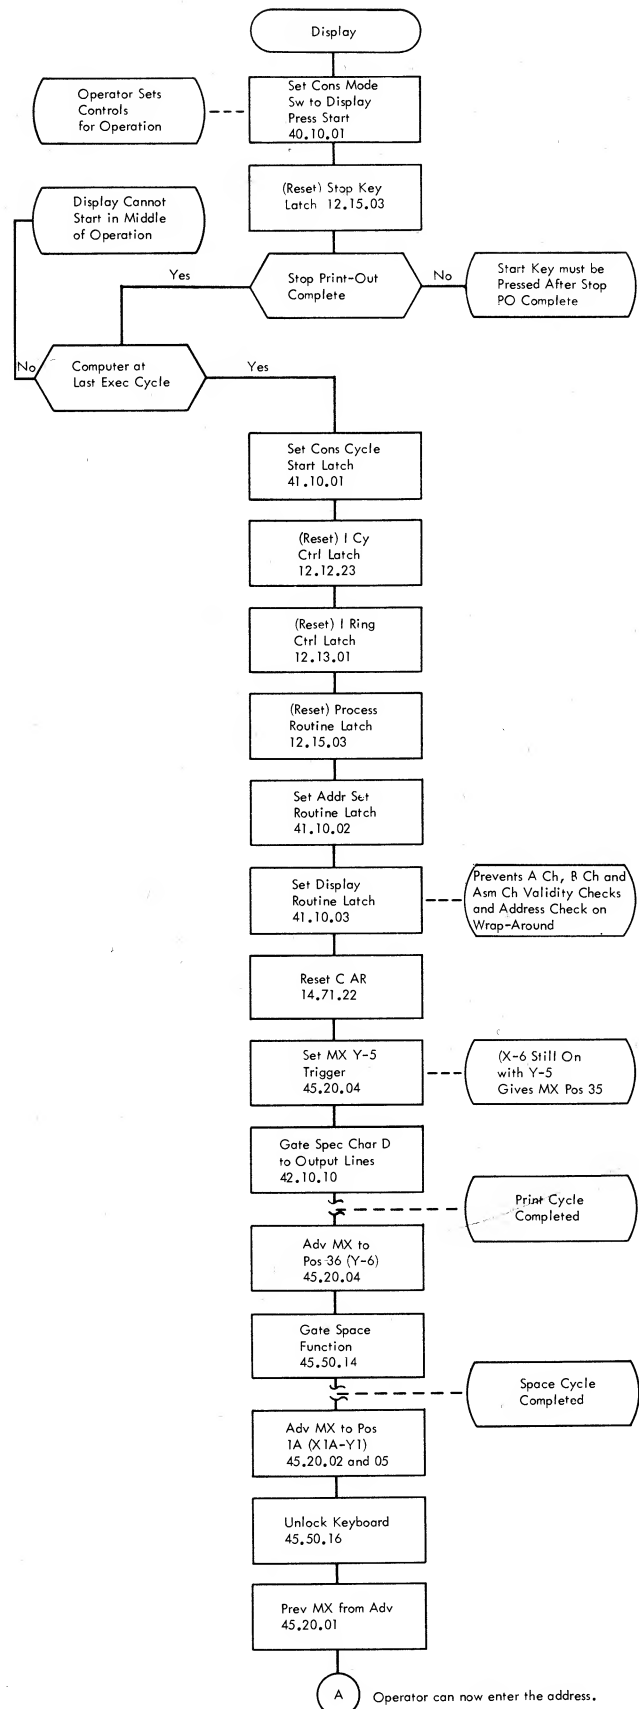 Display
Operator Sets
Controls
for Operation
Set Cons Mode
Sw to Display
Press Start
40.10.01
(Reset) Stop Key
Latch 12.15.03
Display Cannot
Start in Middle
of Operation
Yes
Stop Print-Out
Complete
No
Start Key must be
Pressed After Stop
PO Complete
No
Computer at
Last Exec Cycle
Yes
Set Cons Cycle
Start Latch
41.10.01
(Reset) I Cy
Ctrl Latch
12.12.23
(Reset) I Ring
Ctrl Latch
12.13.01
(Reset) Process
Routine Latch
12.15.03
Set Addr Set
Routine Latch
41.10.02
Set Display
Routine Latch
41.10.03
Prevents A Ch, B Ch and
Asm Ch Validity Checks
and Address Check on
Wrap-Around
Reset C AR
14.71.22
Set MX Y-5
Trigger
45.20.04
(X-6 Still On
with Y-5
Gives MX Pos 35
Gate Spec Char D
to Output Lines
42.10.10
Print Cycle
Completed
Adv MX to
Pos 36 (Y-6)
45.20.04
Gate Space
Function
45.50.14
Space Cycle
Completed
Adv MX to Pos
1A (X1A-Y1)
45.20.02 and 05
Unlock Keyboard
45.50.16
Prev MX from Adv
45.20.01
A
Operator can now enter the address.